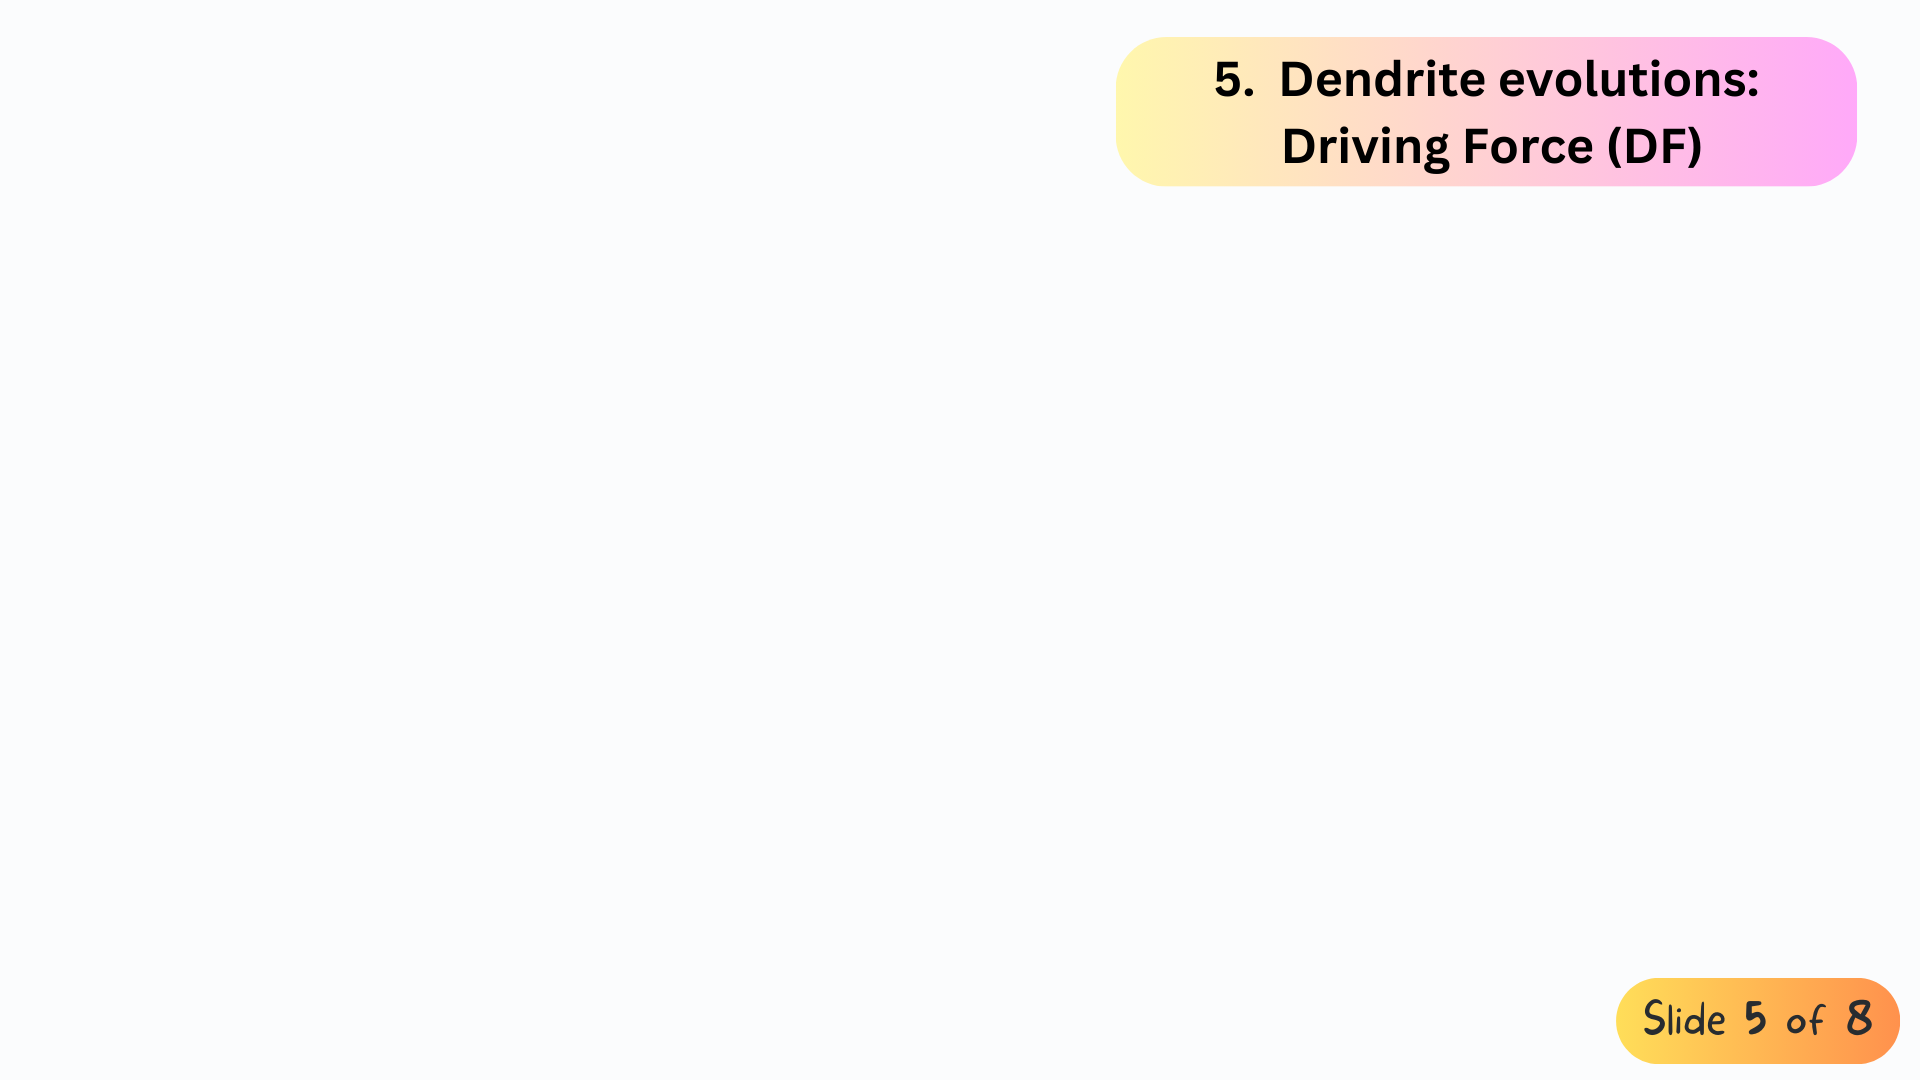 5. Dendrite evolutions:
Driving Force (DF)
Slide 5 of 8